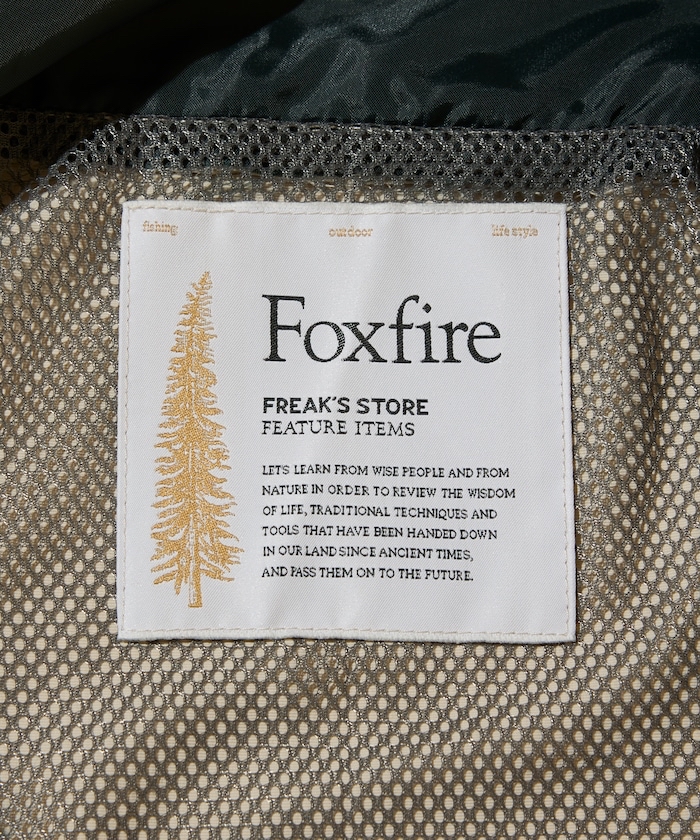 fishing outdoor life style
Foxfire
FREAK'S STORE
FEATURE ITEMS
LET'S LEARN FROM WISE PEOPLE AND FROM
NATURE IN ORDER TO REVIEW THE WISDOM
OF LIFE, TRADITIONAL TECHNIQUES AND
TOOLS THAT HAVE BEEN HANDED DOWN
IN OUR LAND SINCE ANCIENT TIMES,
AND PASS THEM ON TO THE FUTURE.